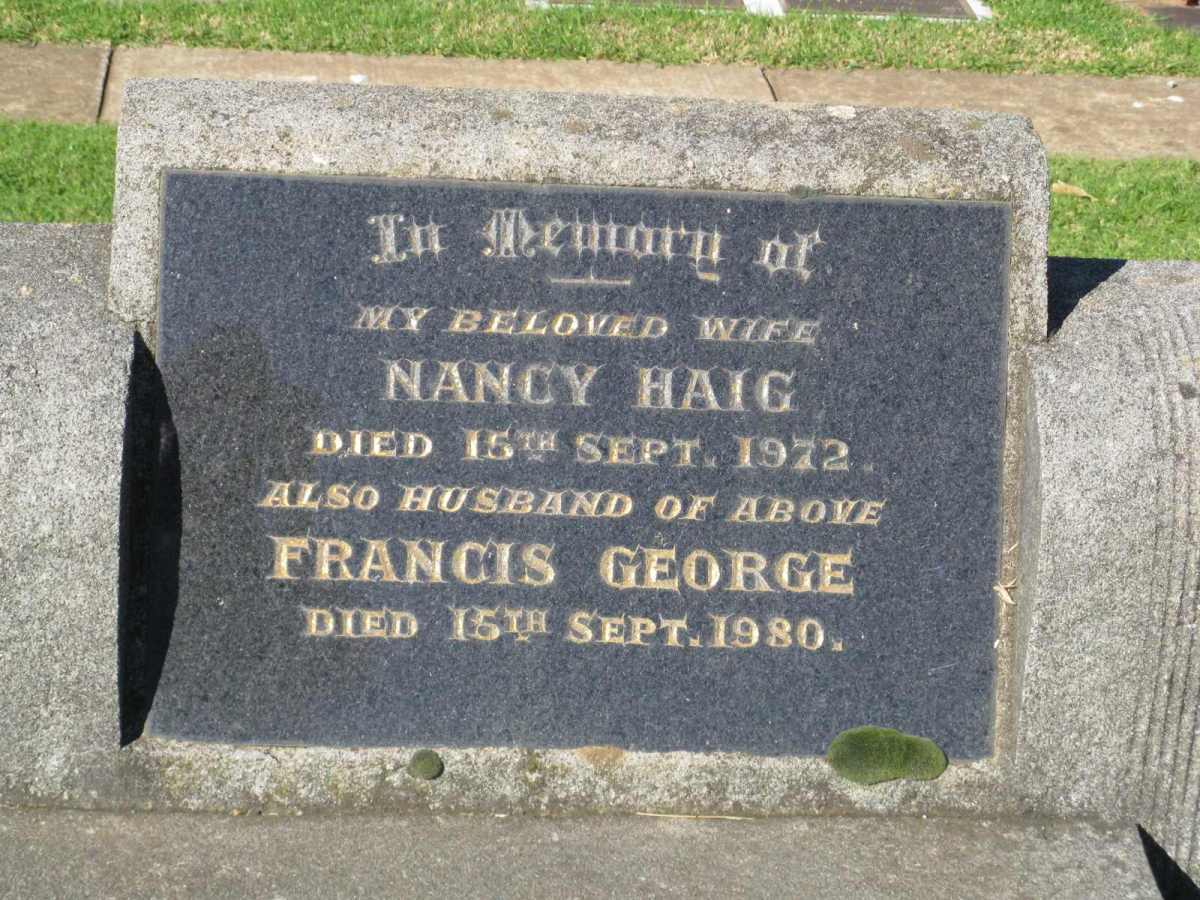 In Memory of
MY BELOVED WIFE
NANCY HAIG
DIED 15TH SEPT. 1972.
ALSO HUSBAND OF ABOVE
FRANCIS GEORGE
DIED 15TH SEPT. 1980.